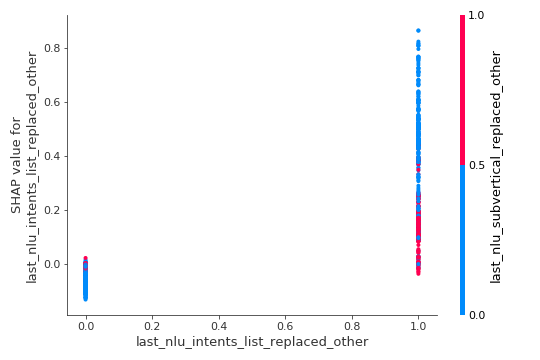 0.8
0.6
0.4
0.2
0.0
SHAP value for
last_nlu_intents_list_replaced_other
0.0 0.2 0.4 0.6 0.8 1.0
last_nlu_intents_list_replaced_other
1.0
0.5
0.0
last_nlu_subvertical_replaced_other